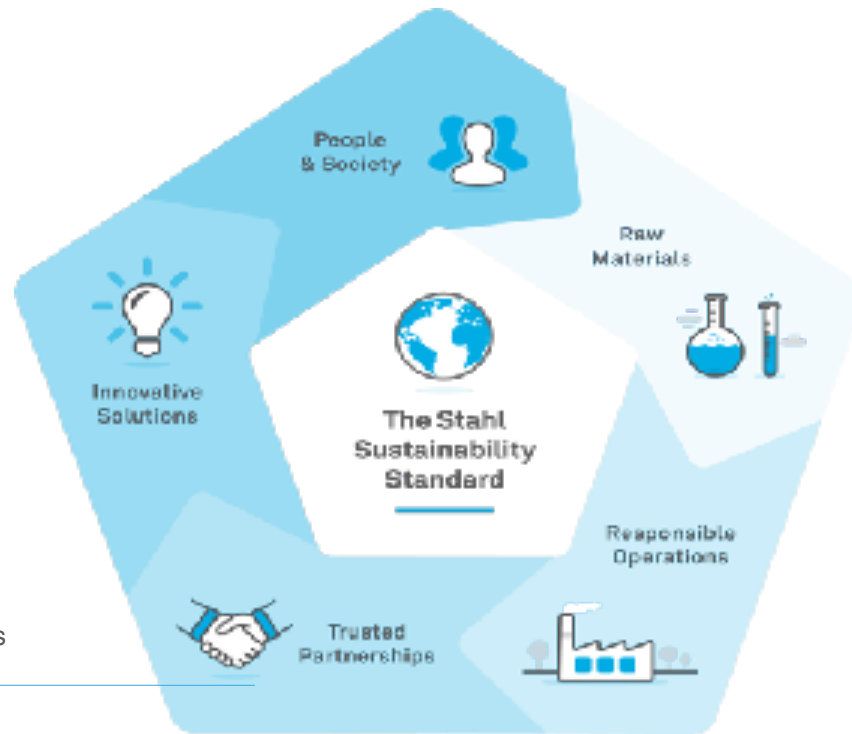 People
& Society
Raw
Materials
Innovative
Solutions
The Stahl
Sustainability
Standard
Responsible
Operations
Trusted
Partnerships
s